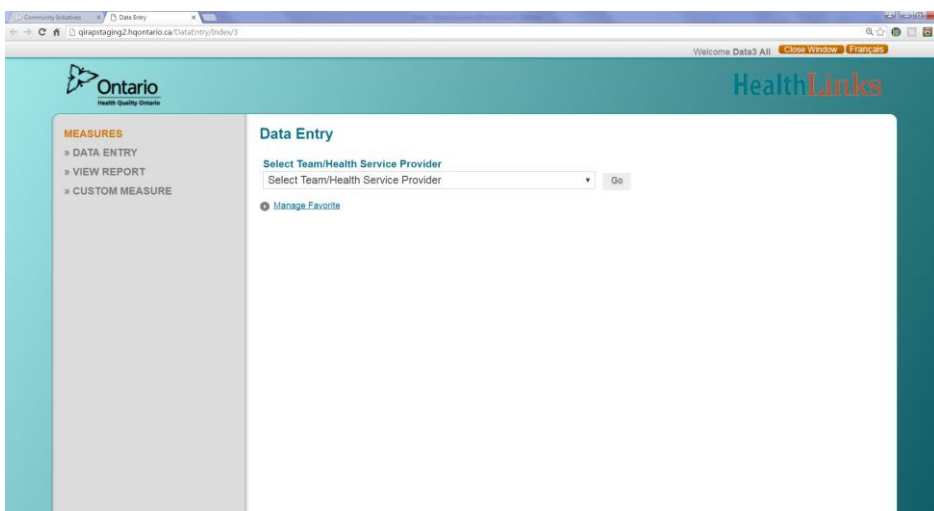 Community Initiatives
Data Entry
qirapstaging2.hqontario.ca/DataEntry/Index/3
Welcome Data3 All Close Window Français
Ontario
Health Quality Ontario
HealthLinks
MEASURES
» DATA ENTRY
» VIEW REPORT
» CUSTOM MEASURE
Data Entry
Select Team/Health Service Provider
Select Team/Health Service Provider Go
Manage Favorite